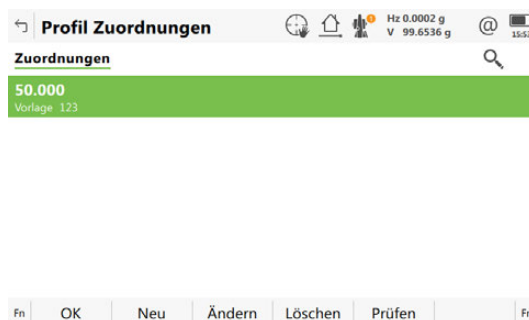 Profil Zuordnungen
Hz 0.0002 g
V 99.6536 g
@
Zuordnungen
50.000
Vorlage 123
Fn OK Neu Ändern Löschen Prüfen